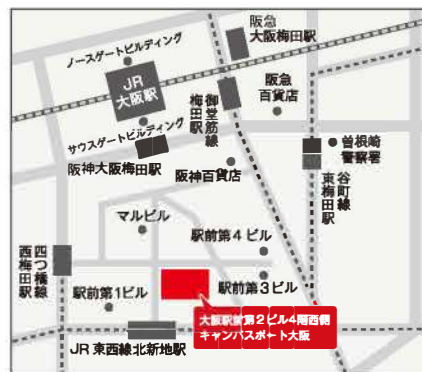 阪急
大阪梅田駅
ノースゲートビルディング
JR
大阪駅
御堂筋線
梅田駅
阪急
百貨店
サウスゲートビルディング
阪神大阪梅田駅
曽根崎
警察署
阪神百貨店
谷町線
東梅田駅
マルビル
駅前第4ビル
四つ橋線
西梅田駅
駅前第3ビル
駅前第1ビル
大阪駅前第2ビル4階西側
キャンパスポート大阪
JR東西線北新地駅